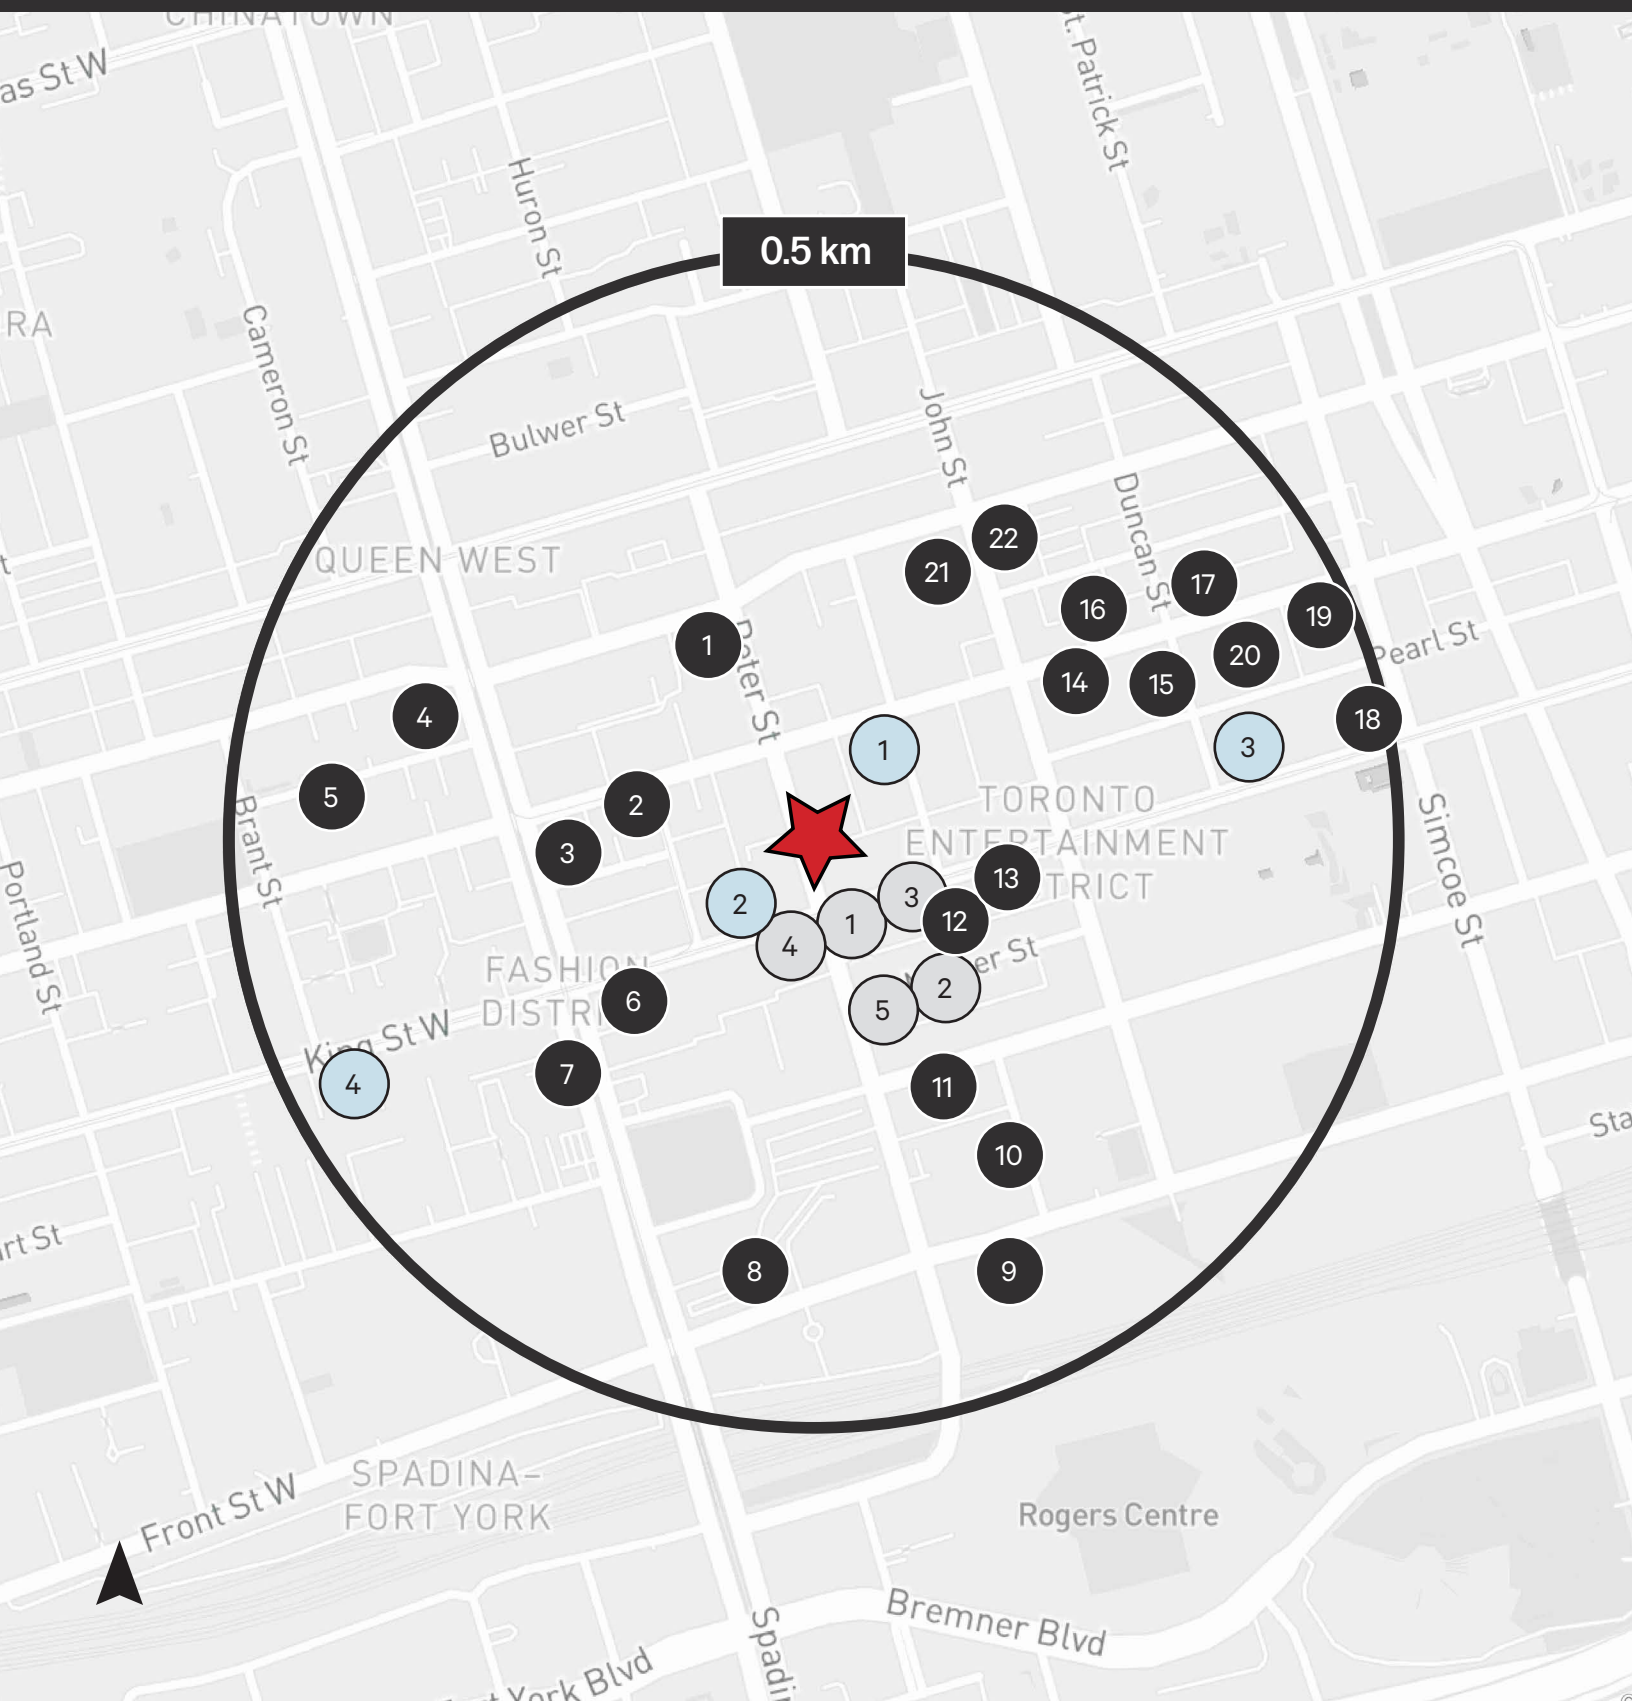 CHINATOWN
as St W
t. Patrick St
Huron St
0.5 km
RA
Cameron St
John St
Bulwer St
Duncan St
QUEEN WEST
22
21
17
16
19
1
Peter St
20
Pearl St
14
15
4
18
1
3
5
2
TORONTO
ENTERTAINMENT
TRICT
Brant St
3
Simcoe St
Portland St
13
2
3
12
1
4
er St
FASHION
DISTRI
2
6
5
King St W
7
4
11
Sta
10
rt St
8
9
SPADINA–
FORT YORK
Front St W
Rogers Centre
Bremner Blvd
Spadin
rt York Blvd